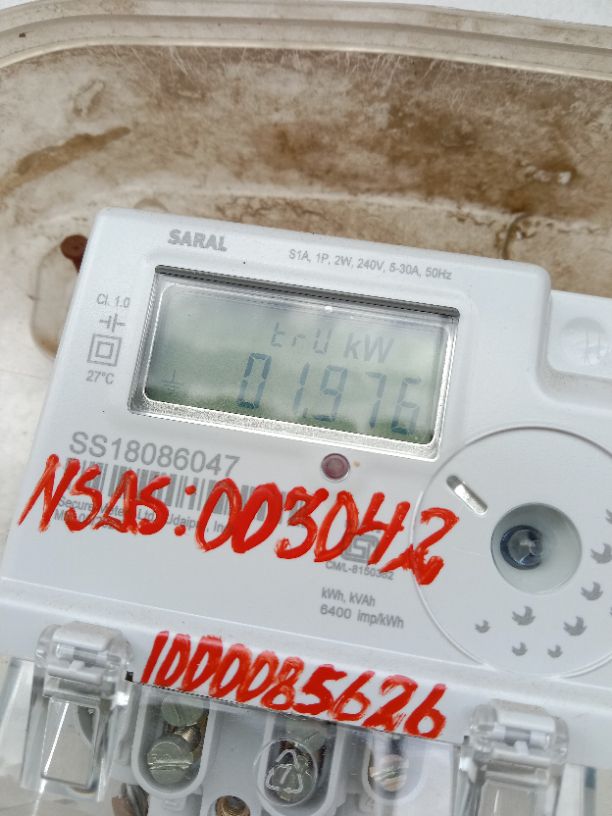 SARAL
S1A, 1P, 2W, 240V, 5-30A, 50Hz
Cl. 1.0
27°C
trU kW
01.976
SS18086047
NSDS:003042
CM/L-8150382
kWh, kVAh
6400 imp/kWh
1000085626